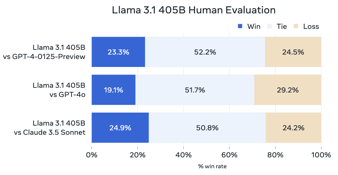 Llama 3.1 405B Human Evaluation
Win Tie Loss
Llama 3.1 405B
vs GPT-4-0125-Preview
23.3% 52.2% 24.5%
Llama 3.1 405B
vs GPT-4o
19.1% 51.7% 29.2%
Llama 3.1 405B
vs Claude 3.5 Sonnet
24.9% 50.8% 24.2%
0% 20% 40% 60% 80% 100%
% win rate